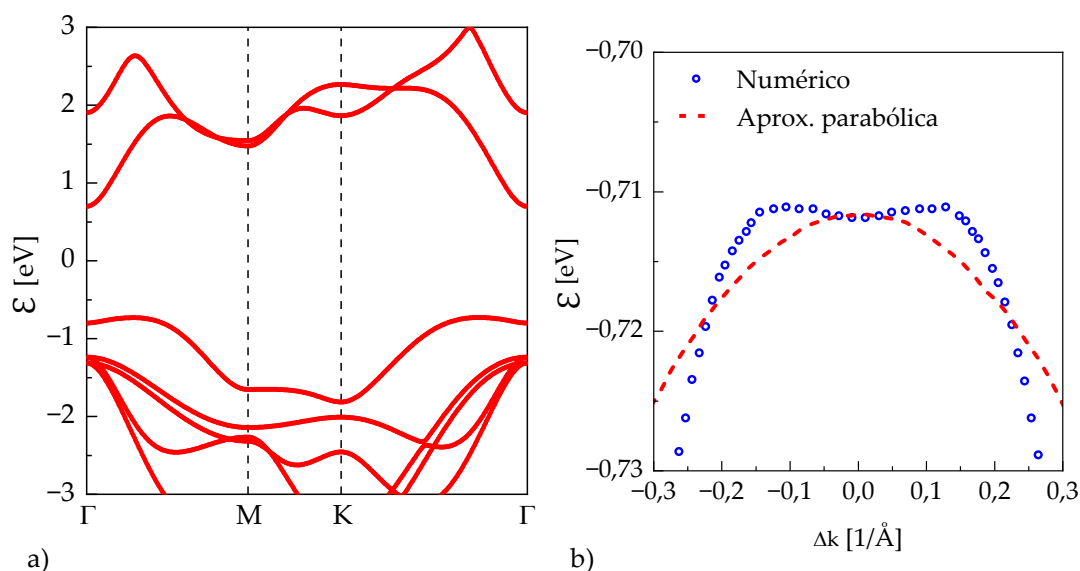 3
2
1
0
−1
−2
−3
ε [eV]
Γ
M
K
Γ
a)
−0,70
−0,71
−0,72
−0,73
ε [eV]
Numérico
Aprox. parabólica
−0,3
−0,2
−0,1
0,0
0,1
0,2
0,3
Δk [1/Å]
b)